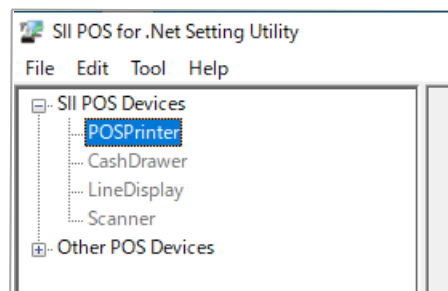 SII POS for .Net Setting Utility
File Edit Tool Help
SII POS Devices
POSPrinter
CashDrawer
LineDisplay
Scanner
Other POS Devices